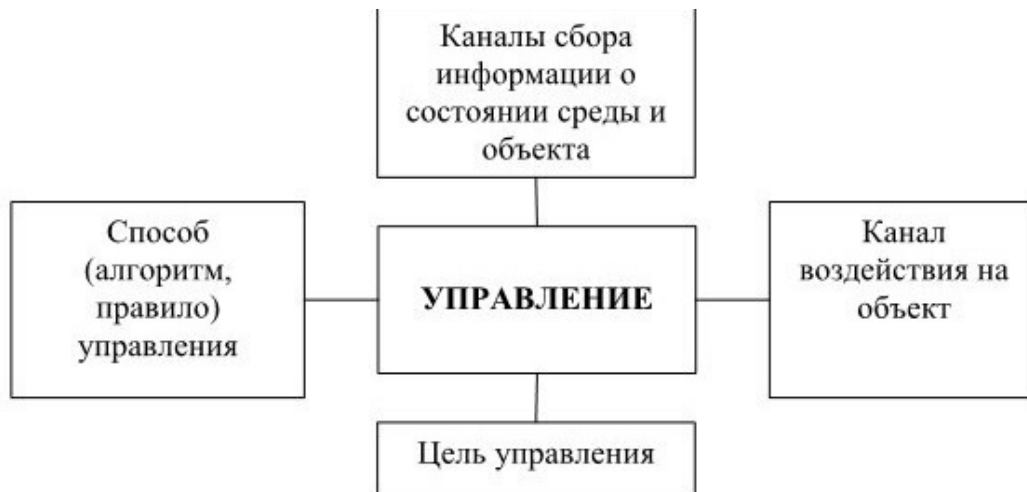 Каналы сбора
информации о
состоянии среды и
объекта
Способ
(алгоритм,
правило)
управления
УПРАВЛЕНИЕ
Канал
воздействия на
объект
Цель управления